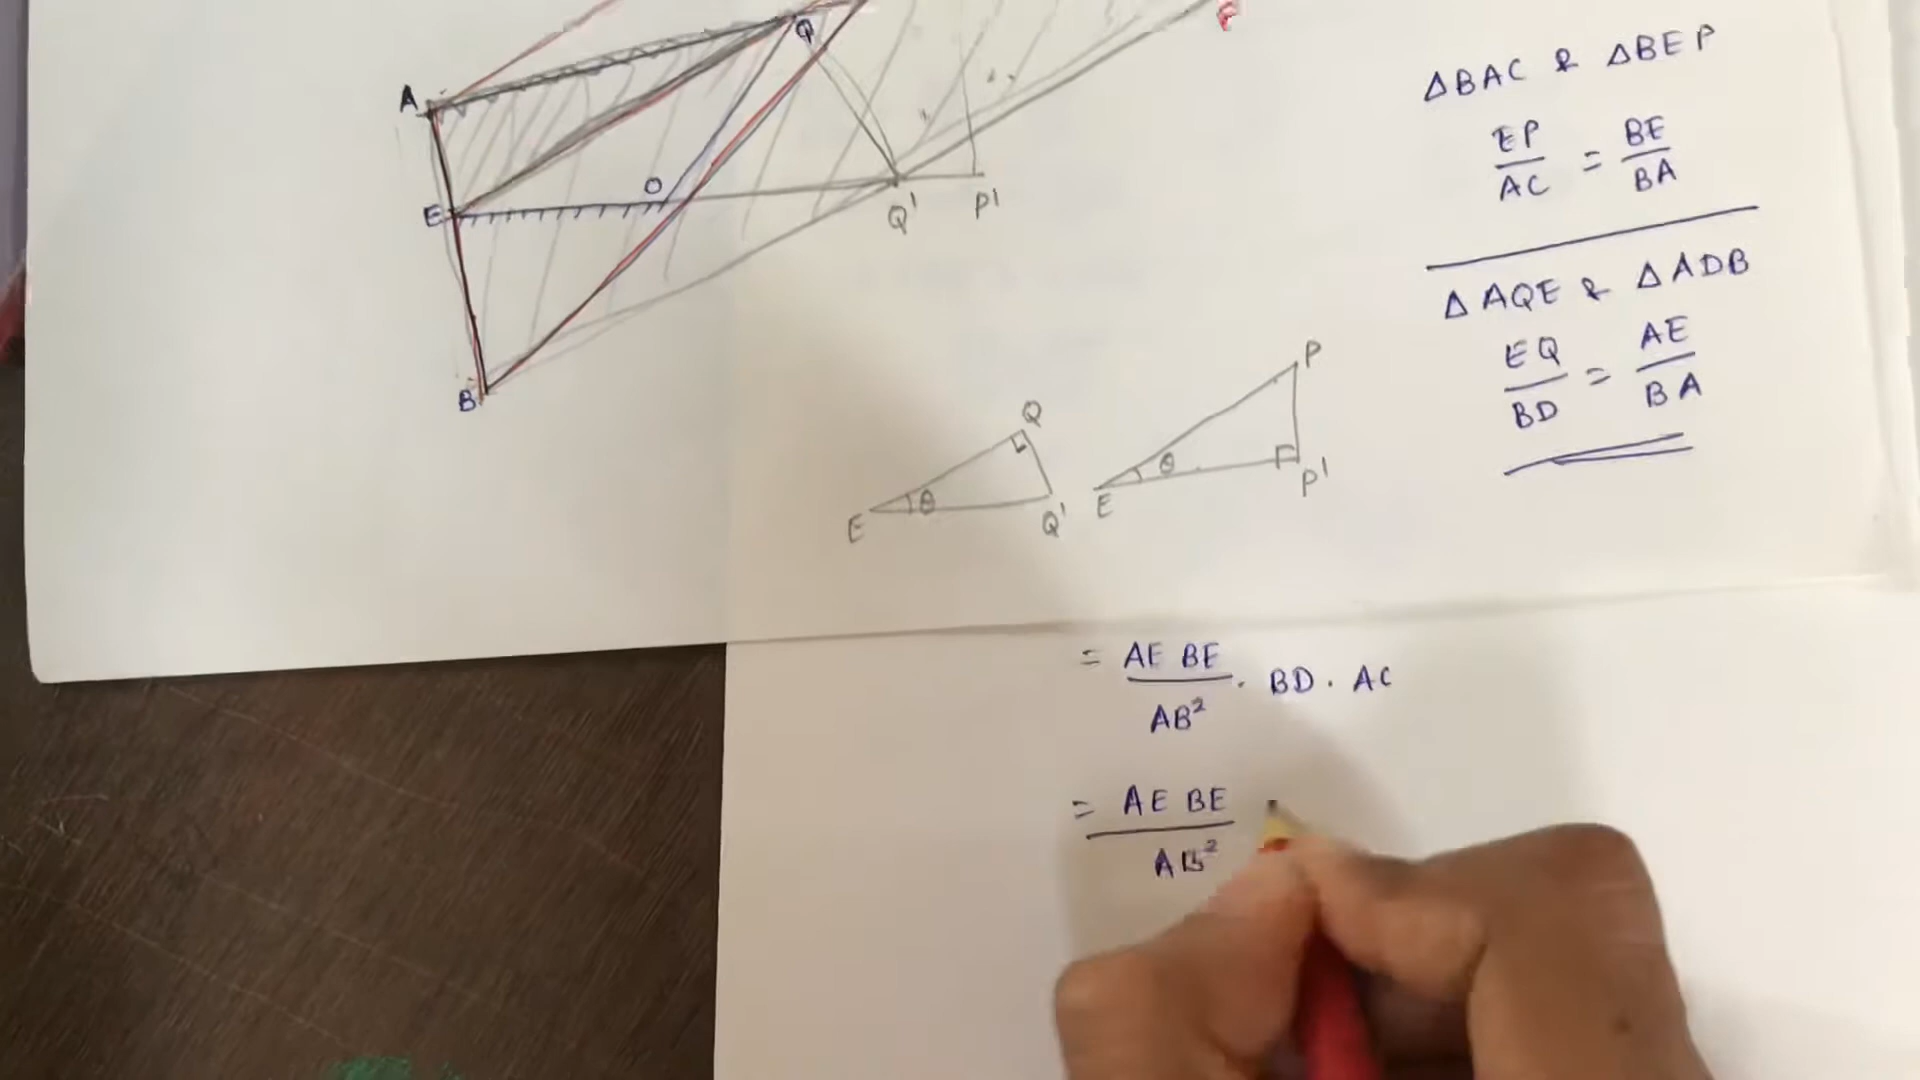 Q
A
O
E
Q'
P'
B
ΔBAC & ΔBEP
EP/AC = BE/BA
ΔAQE & ΔADB
EQ/BD = AE/BA
Q
E
θ
Q'
P
E
θ
P'
= AE BE/AB² . BD . AC
= AE BE/AB²